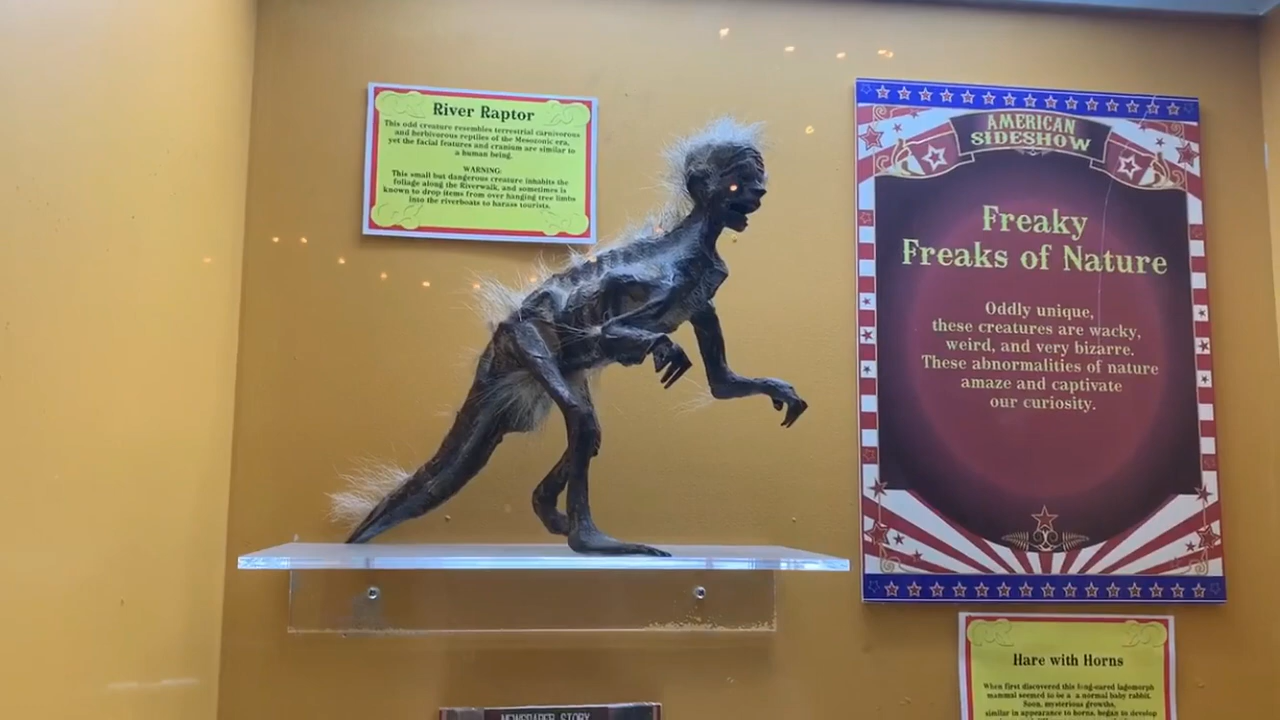 River Raptor
This odd creature resembles terrestrial carnivorous
and herbivorous reptiles of the Mesozonic era,
yet the facial features and cranium are similar to
a human being.
WARNING:
This small but dangerous creature inhabits the
foliage along the Riverwalk, and sometimes is
known to drop items from over hanging tree limbs
into the riverboats to harass tourists.
AMERICAN
SIDESHOW
Freaky
Freaks of Nature
Oddly unique,
these creatures are wacky,
weird, and very bizarre.
These abnormalities of nature
amaze and captivate
our curiosity.
Hare with Horns
When first discovered this long-eared lagomorph
mammal seemed to be a a normal baby rabbit.
Soon, mysterious growths,
similar in appearance to horns, began to develop
NEWSPAPER STORY